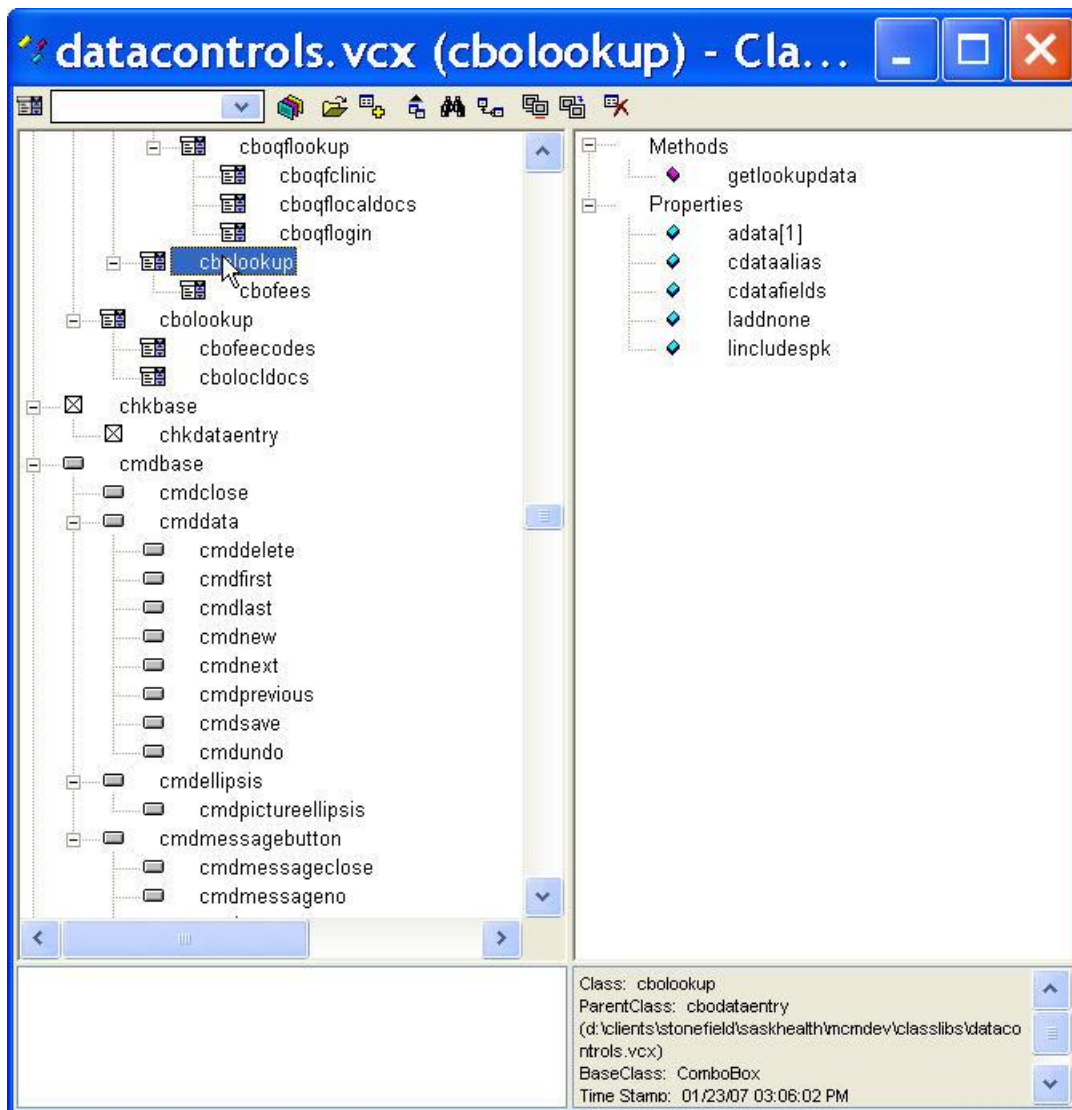 datacontrols.vcx (cbolookup) - Cla...
cboqflookup
cboqfclinic
cboqflocaldocs
cboqflogin
cbolookup
cbofees
cbolookup
cbofeecodes
cbolocldocs
chkbase
chkdataentry
cmdbase
cmdclose
cmddata
cmddelete
cmdfirst
cmdlast
cmdnew
cmdnext
cmdprevious
cmdsave
cmdundo
cmdellipsis
cmdpictureellipsis
cmdmessagebutton
cmdmessageclose
cmdmessageno
Methods
getlookupdata
Properties
adata[1]
cdataalias
cdatafields
laddnone
lincludespk
Class: cbolookup
ParentClass: cbodataentry
(d:\clients\stonefield\saskhealth\mcmdev\classlibs\dataco
ntrols.vcx)
BaseClass: ComboBox
Time Stamp: 01/23/07 03:06:02 PM